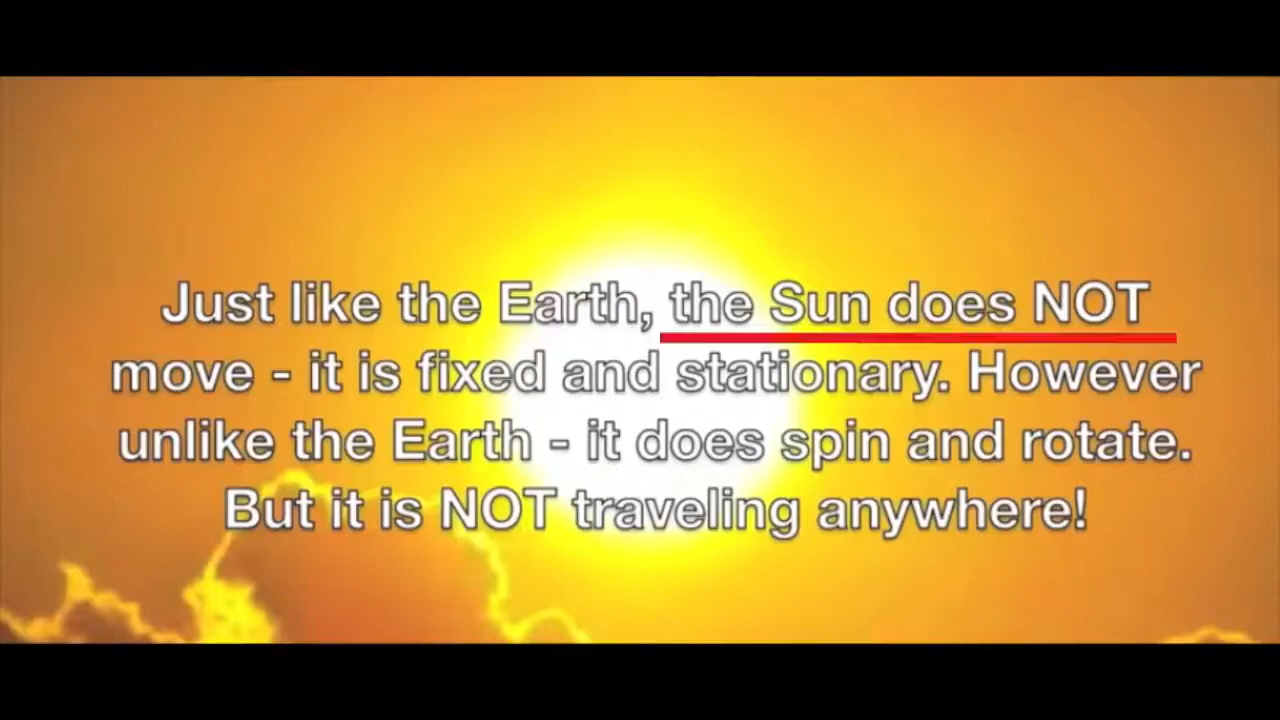 Just like the Earth, the Sun does NOT
move - it is fixed and stationary. However
unlike the Earth - it does spin and rotate.
But it is NOT traveling anywhere!